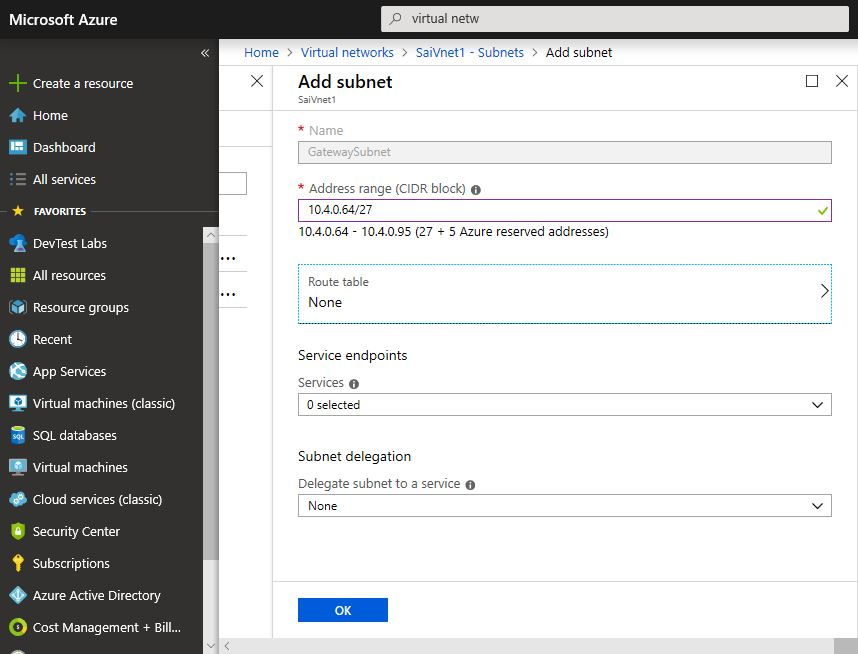 Microsoft Azure
virtual netw
«
Create a resource
Home
Dashboard
All services
FAVORITES
DevTest Labs
All resources
Resource groups
Recent
App Services
Virtual machines (classic)
SQL databases
Virtual machines
Cloud services (classic)
Security Center
Subscriptions
Azure Active Directory
Cost Management + Bill...
Home > Virtual networks > SaiVnet1 - Subnets > Add subnet
Add subnet
SaiVnet1
* Name
GatewaySubnet
* Address range (CIDR block)
10.4.0.64/27
10.4.0.64 - 10.4.0.95 (27 + 5 Azure reserved addresses)
Route table
None
Service endpoints
Services
0 selected
Subnet delegation
Delegate subnet to a service
None
OK